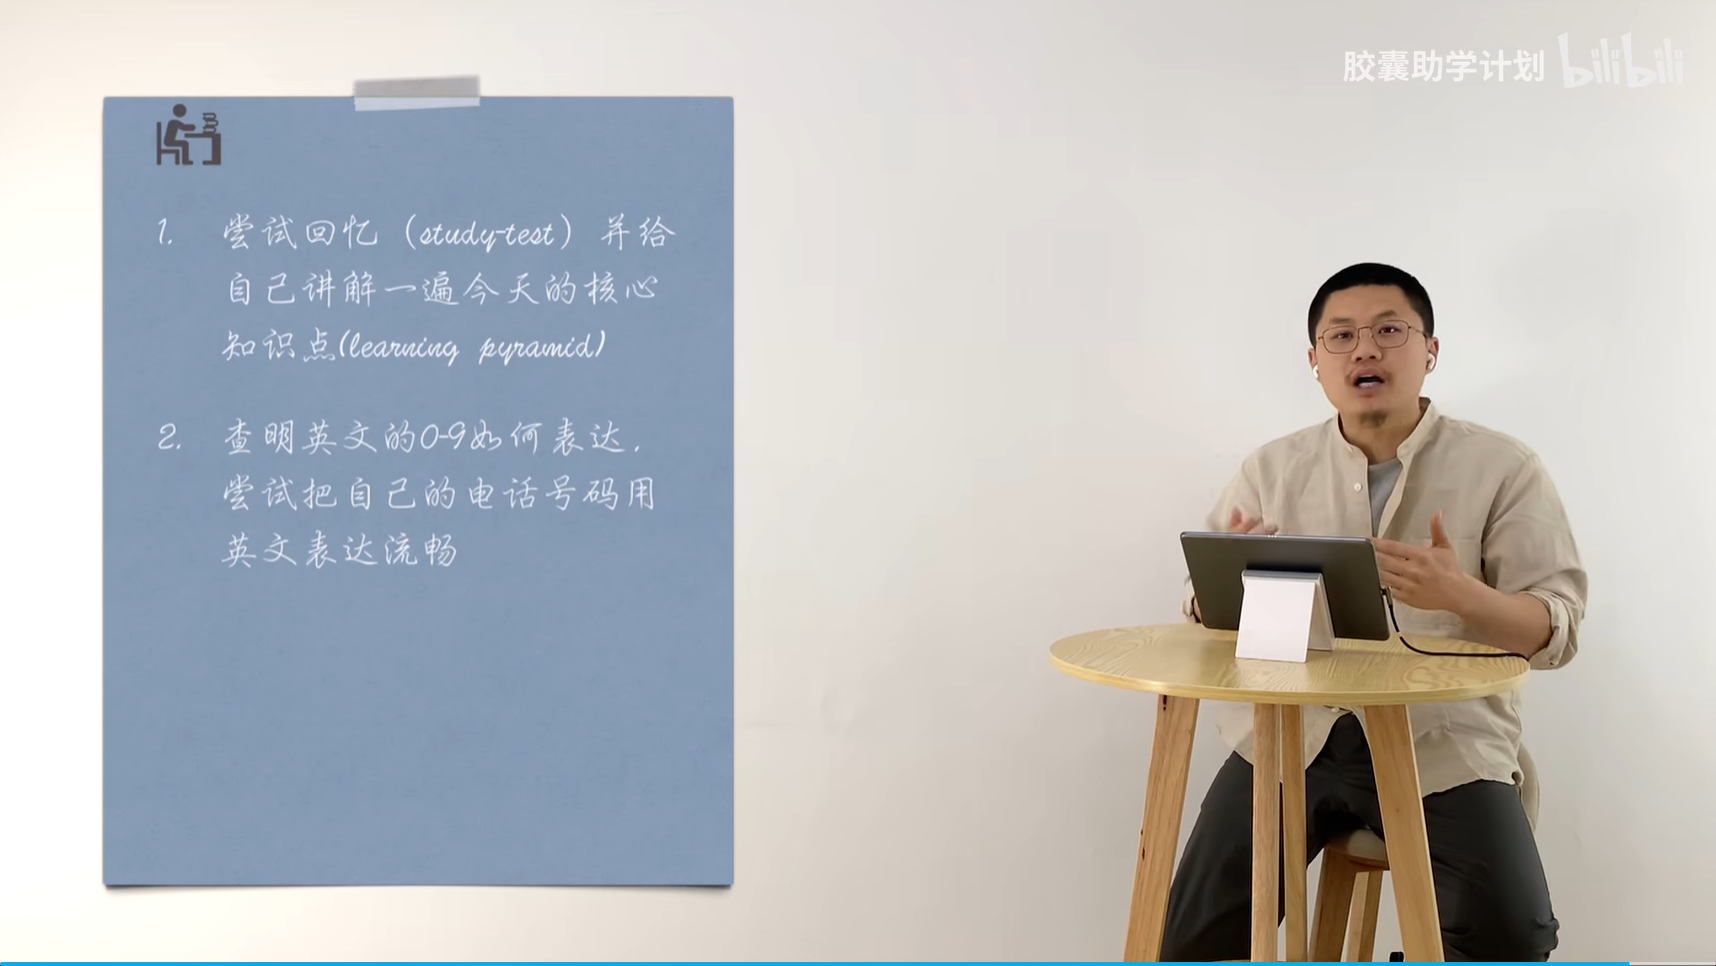 胶囊助学计划 bilibili
1. 尝试回忆（study-test）并给
自己讲解一遍今天的核心
知识点(learning pyramid)
2. 查明英文的0-9如何表达,
尝试把自己的电话号码用
英文表达流畅